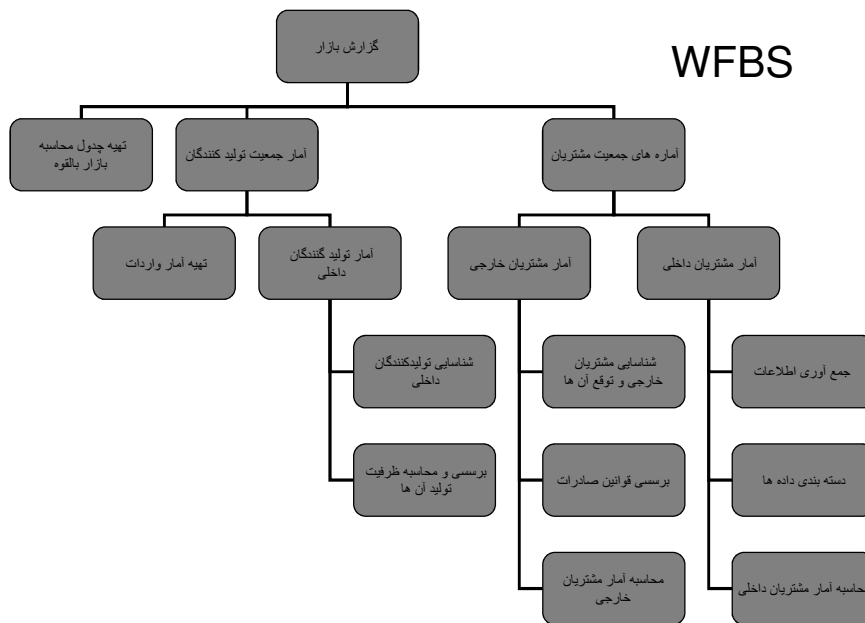 WFBS
گزارش بازار
آماره های جمعیت مشتریان
آمار جمعیت تولید کنندگان
تهیه جدول محاسبه
بازار بالقوه
آمار مشتریان داخلی
آمار مشتریان خارجی
آمار تولید گنندگان
داخلی
تهیه آمار واردات
جمع آوری اطلاعات
شناسایی مشتریان
خارجی و توقع آن ها
شناسایی تولیدکنندگان
داخلی
دسته بندی داده ها
برسسی قوانین صادرات
برسسی و محاسبه ظرفیت
تولید آن ها
محاسبه آمار مشتریان داخلی
محاسبه آمار مشتریان
خارجی